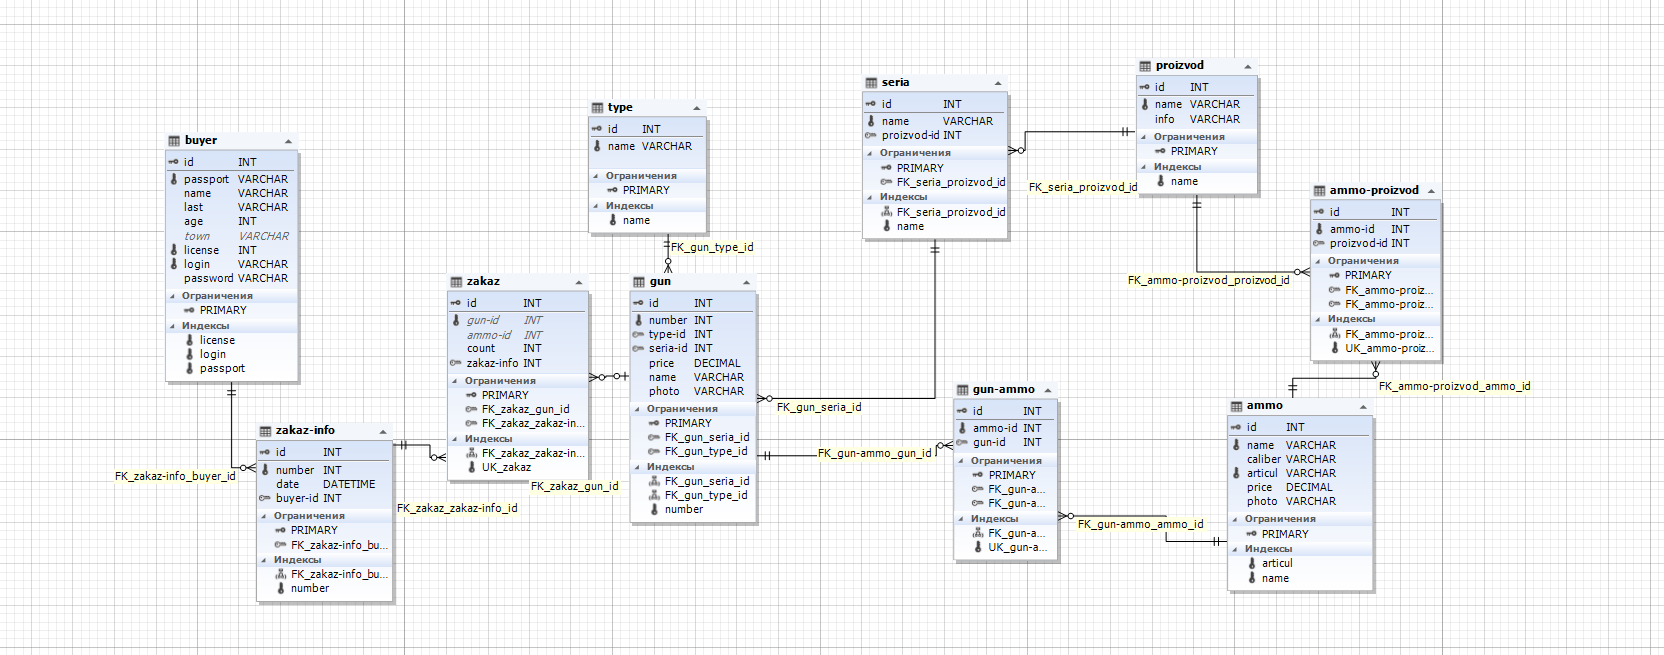 buyer
id INT
passport VARCHAR
name VARCHAR
last VARCHAR
age INT
town VARCHAR
license INT
login VARCHAR
password VARCHAR
Ограничения
PRIMARY
Индексы
license
login
passport
FK_zakaz-info_buyer_id
zakaz-info
id INT
number INT
date DATETIME
buyer-id INT
Ограничения
PRIMARY
FK_zakaz-info_bu...
Индексы
FK_zakaz-info_bu...
number
FK_zakaz_zakaz-info_id
zakaz
id INT
gun-id INT
ammo-id INT
count INT
zakaz-info INT
Ограничения
PRIMARY
FK_zakaz_gun_id
FK_zakaz_zakaz-in...
Индексы
FK_zakaz_zakaz-in...
UK_zakaz
FK_zakaz_gun_id
type
id INT
name VARCHAR
Ограничения
PRIMARY
Индексы
name
FK_gun_type_id
gun
id INT
number INT
type-id INT
seria-id INT
price DECIMAL
name VARCHAR
photo VARCHAR
Ограничения
PRIMARY
FK_gun_seria_id
FK_gun_type_id
Индексы
FK_gun_seria_id
FK_gun_type_id
number
FK_gun_seria_id
FK_gun-ammo_gun_id
seria
id INT
name VARCHAR
proizvod-id INT
Ограничения
PRIMARY
FK_seria_proizvod_id
Индексы
FK_seria_proizvod_id
name
FK_seria_proizvod_id
proizvod
id INT
name VARCHAR
info VARCHAR
Ограничения
PRIMARY
Индексы
name
FK_ammo-proizvod_proizvod_id
ammo-proizvod
id INT
ammo-id INT
proizvod-id INT
Ограничения
PRIMARY
FK_ammo-proiz...
FK_ammo-proiz...
Индексы
FK_ammo-proiz...
UK_ammo-proiz...
FK_ammo-proizvod_ammo_id
gun-ammo
id INT
ammo-id INT
gun-id INT
Ограничения
PRIMARY
FK_gun-a...
FK_gun-a...
Индексы
FK_gun-a...
UK_gun-a...
FK_gun-ammo_ammo_id
ammo
id INT
name VARCHAR
caliber VARCHAR
articul VARCHAR
price DECIMAL
photo VARCHAR
Ограничения
PRIMARY
Индексы
articul
name